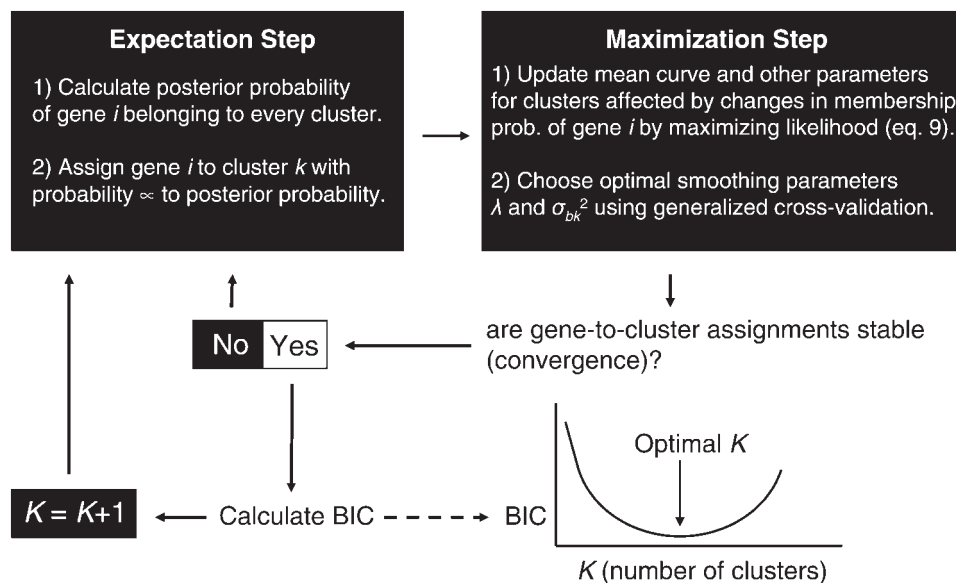 Expectation Step
1) Calculate posterior probability
of gene i belonging to every cluster.
2) Assign gene i to cluster k with
probability ∝ to posterior probability.
Maximization Step
1) Update mean curve and other parameters
for clusters affected by changes in membership
prob. of gene i by maximizing likelihood (eq. 9).
2) Choose optimal smoothing parameters
λ and σbk² using generalized cross-validation.
are gene-to-cluster assignments stable
(convergence)?
No Yes
Optimal K
K = K+1
Calculate BIC
BIC
K (number of clusters)